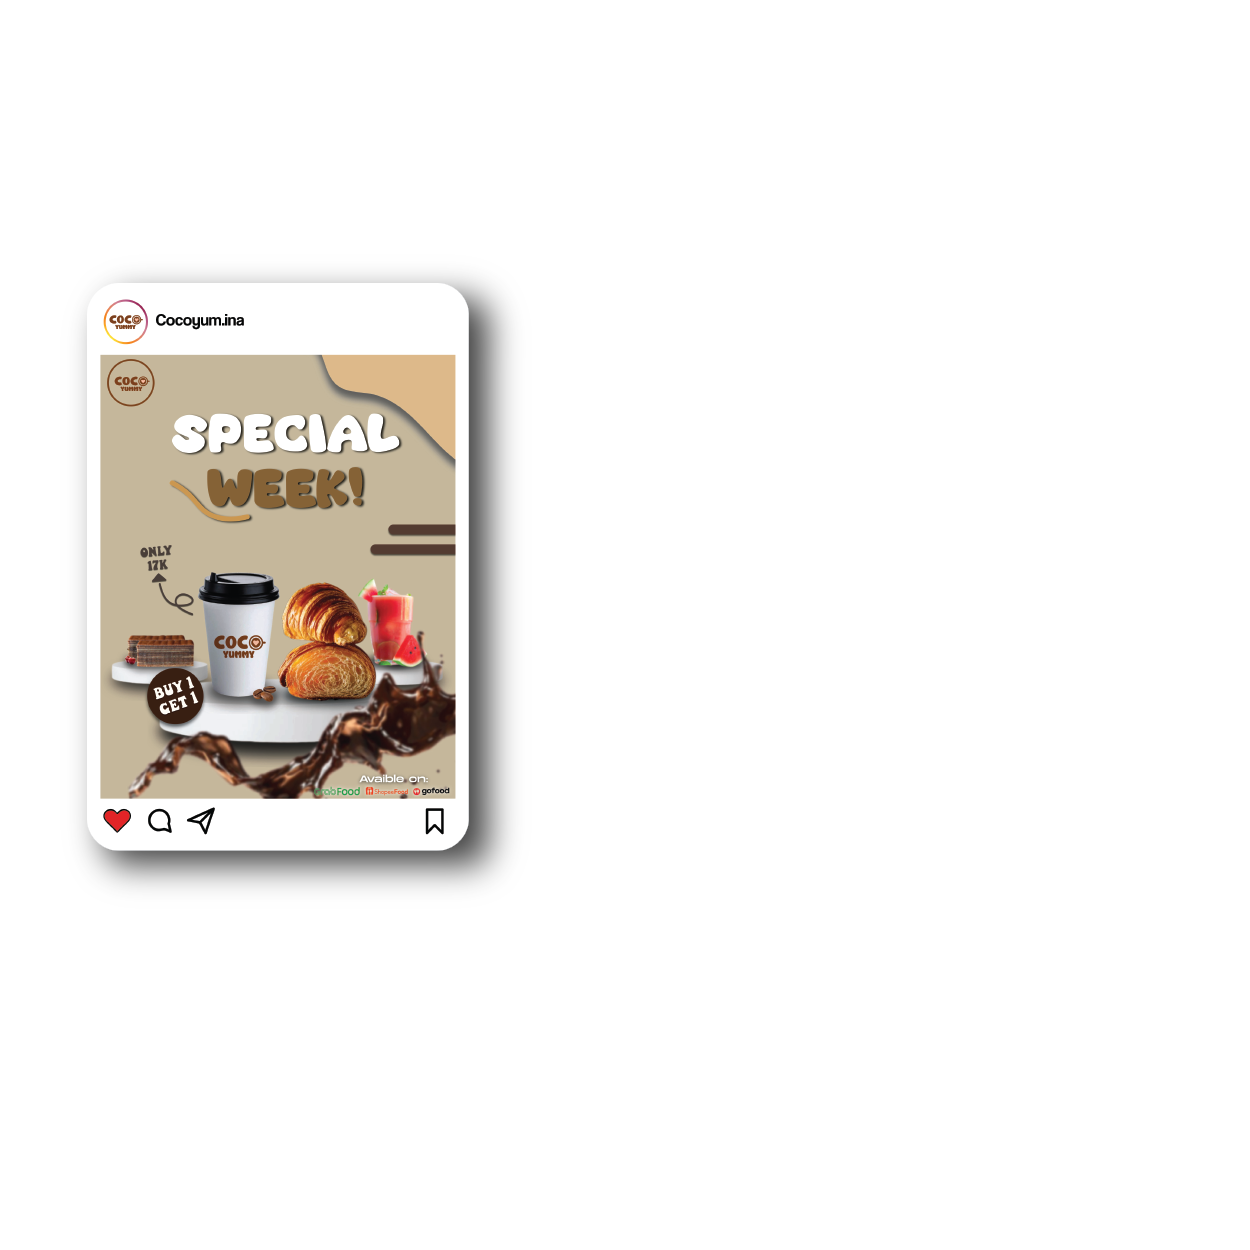 COCO
YUMMY
Cocoyum.ina
COCO
YUMMY
SPECIAL
WEEK!
ONLY
17K
COCO
YUMMY
BUY 1
GET 1
Avaible on:
GrabFood ShopeeFood gofood